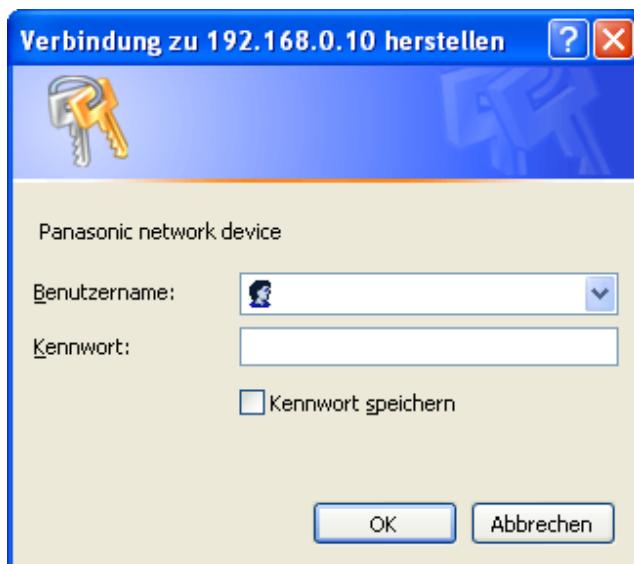 Verbindung zu 192.168.0.10 herstellen
Panasonic network device
Benutzername:
Kennwort:
Kennwort speichern
OK Abbrechen